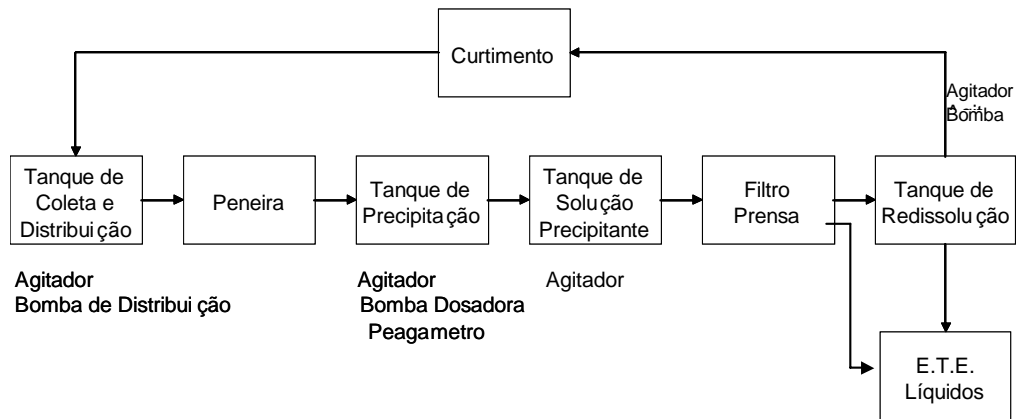 Curtimento
Agitador
Bomba
Tanque de
Coleta e
Distribuição
Peneira
Tanque de
Precipitação
Tanque de
Solução
Precipitante
Filtro
Prensa
Tanque de
Redissolução
Agitador
Bomba de Distribuição
Agitador
Bomba Dosadora
Peagametro
Agitador
E.T.E.
Líquidos